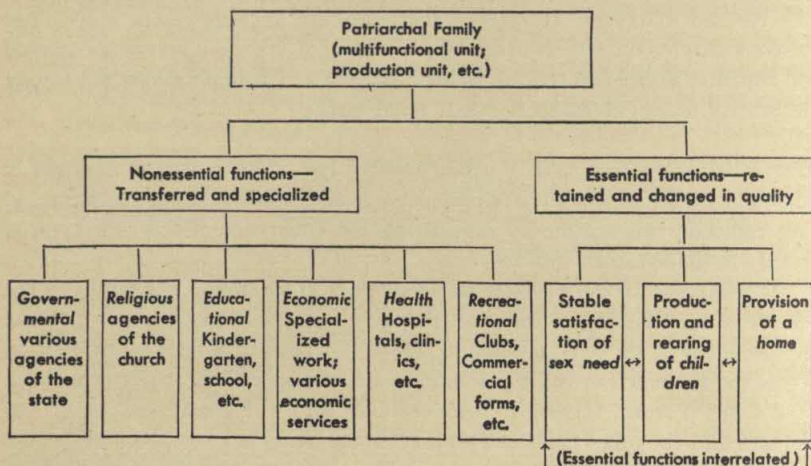 Patriarchal Family
(multifunctional unit;
production unit, etc.)
Nonessential functions—
Transferred and specialized
Essential functions—re-
tained and changed in quality
Govern-
mental
various
agencies
of the
state
Religious
agencies
of the
church
Educa-
tional
Kinder-
garten,
school,
etc.
Economic
Special-
ized
work;
various
economic
services
Health
Hospi-
tals, clin-
ics,
etc.
Recrea-
tional
Clubs,
Commer-
cial
forms,
etc.
Stable
satisfac-
tion of
sex need
Produc-
tion and
rearing
of chil-
dren
Provision
of a
home
(Essential functions interrelated)